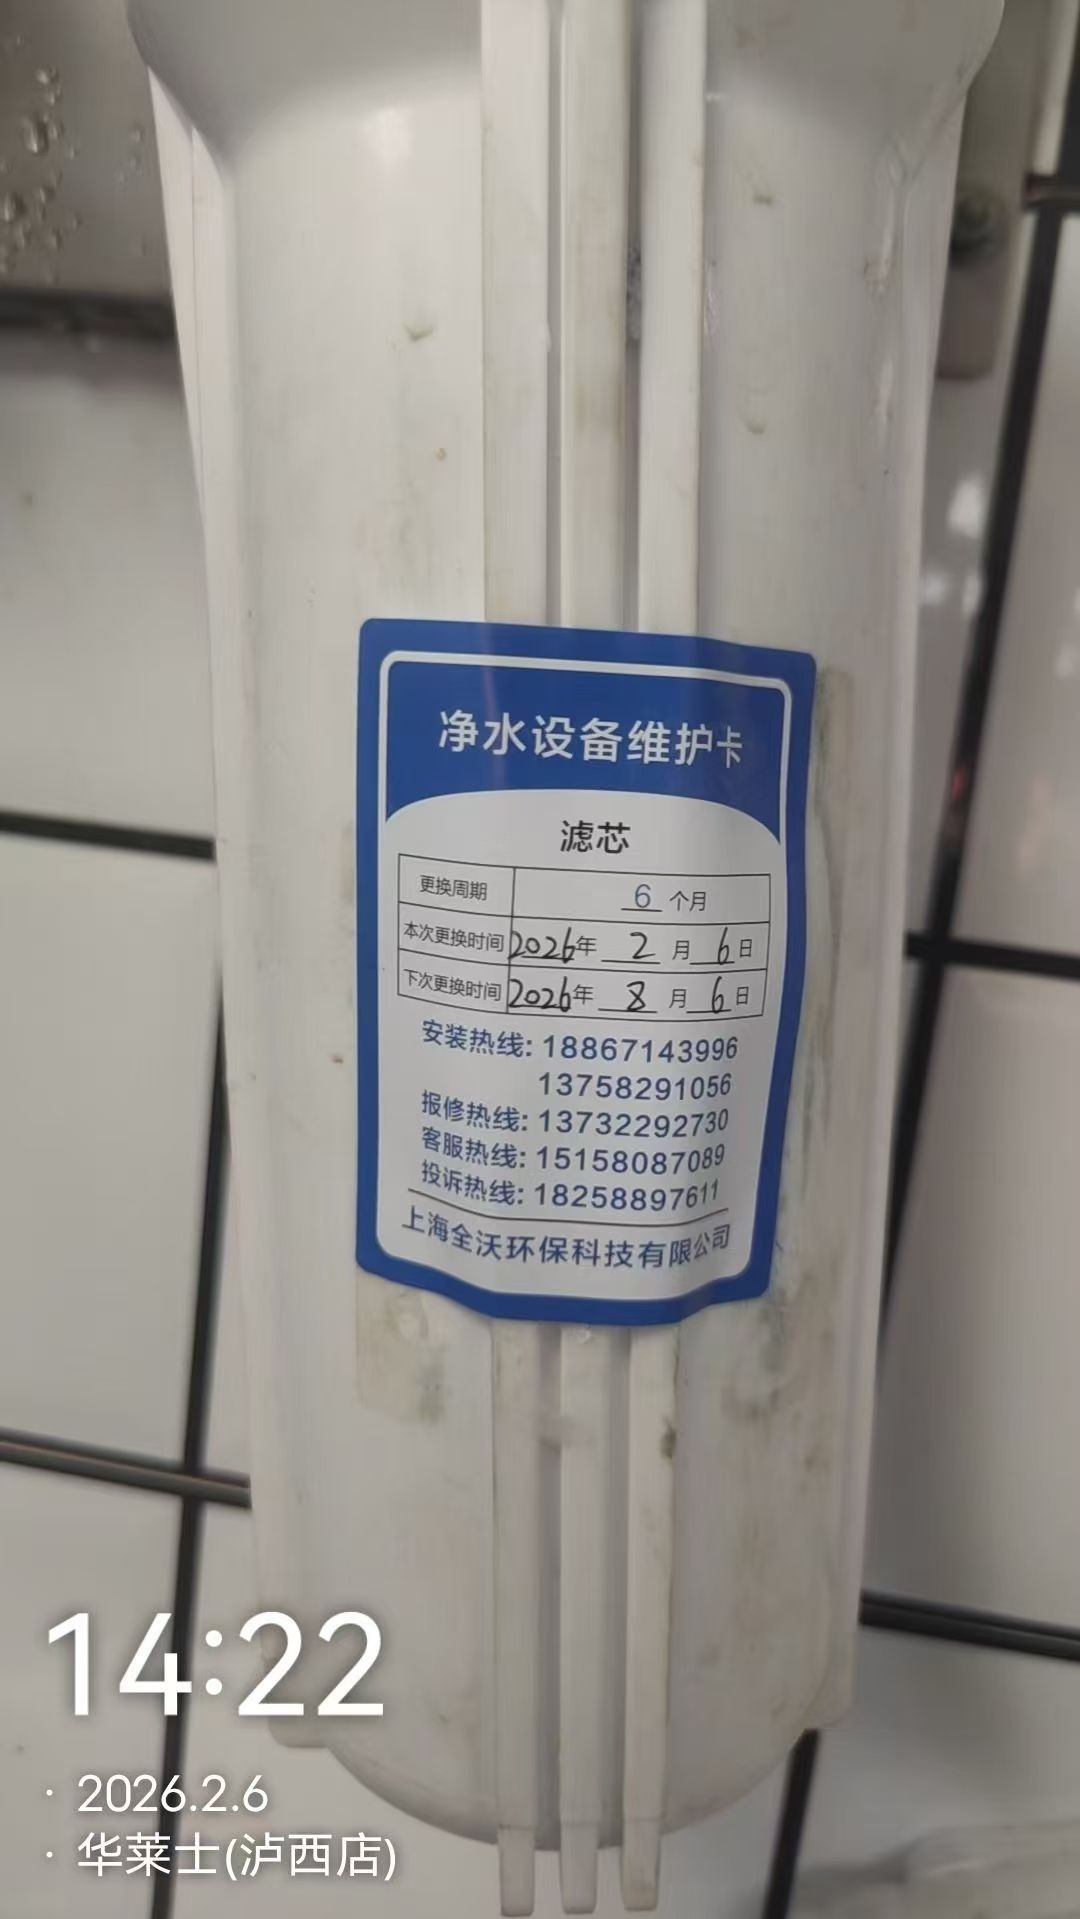 净水设备维护卡
滤芯
更换周期 6 个月
本次更换时间 2026年 2 月 6 日
下次更换时间 2026年 8 月 6 日
安装热线: 18867143996
13758291056
报修热线: 13732292730
客服热线: 15158087089
投诉热线: 18258897611
上海全沃环保科技有限公司
14:22
· 2026.2.6
· 华莱士(泸西店)